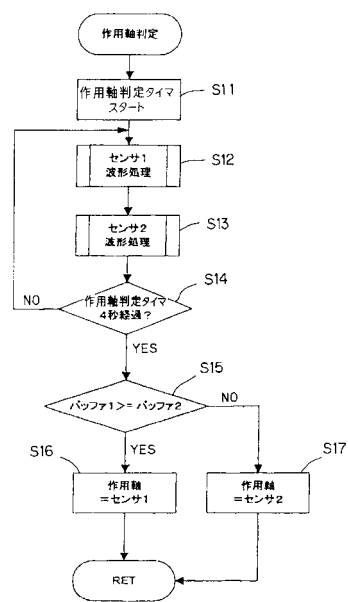 作用軸判定
作用軸判定タイマ
スタート
S11
センサ1
波形処理
S12
センサ2
波形処理
S13
S14
作用軸判定タイマ
4秒経過?
NO
YES
S15
バッファ1>=バッファ2
NO
YES
S16
作用軸
=センサ1
S17
作用軸
=センサ2
RET